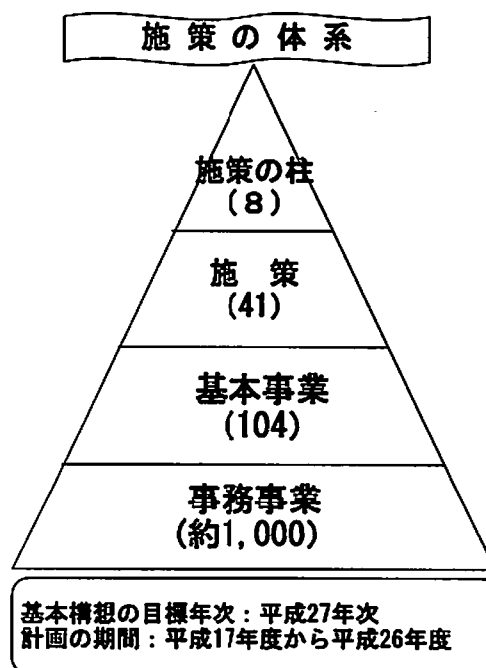 施策の体系
施策の柱
(8)
施 策
(41)
基本事業
(104)
事務事業
(約1,000)
基本構想の目標年次：平成27年次
計画の期間：平成17年度から平成26年度